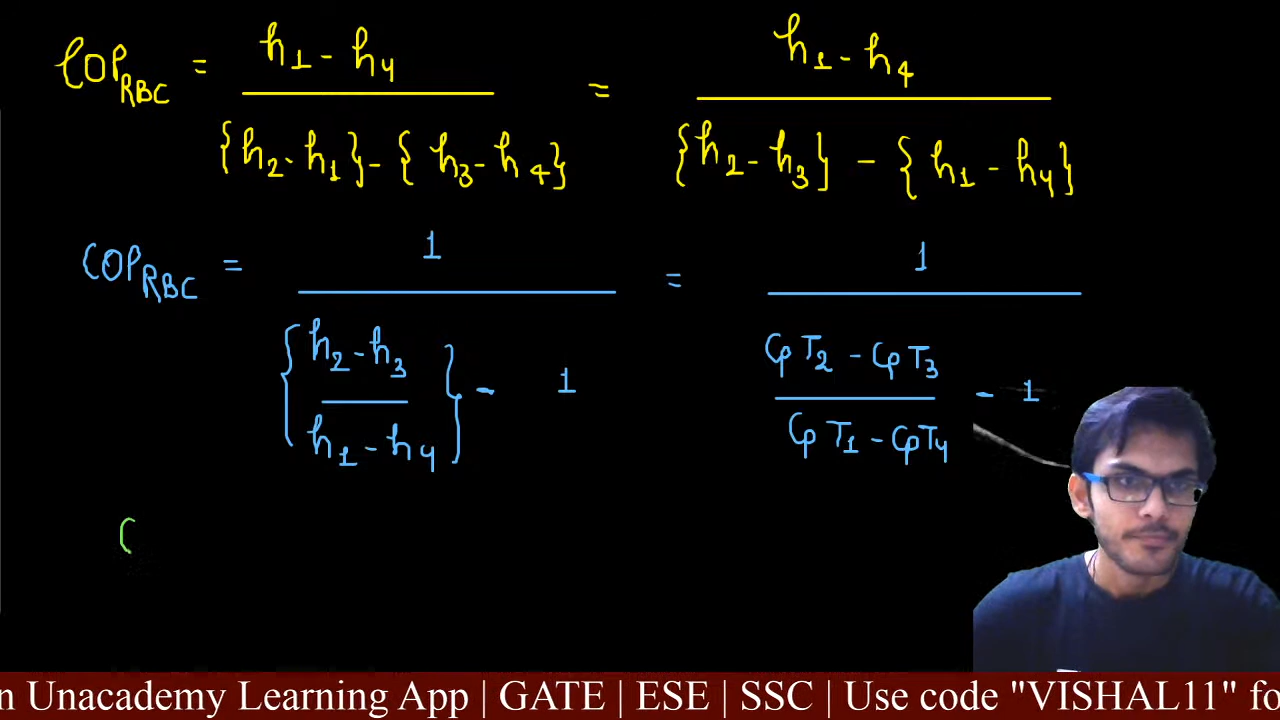 COP_RBC = (h1 - h4) / ({h2 - h1} - {h3 - h4}) = (h1 - h4) / ({h2 - h3} - {h1 - h4})
COP_RBC = 1 / ({(h2 - h3) / (h1 - h4)} - 1) = 1 / ((CpT2 - CpT3) / (CpT1 - CpT4) - 1)
C
n Unacademy Learning App | GATE | ESE | SSC | Use code "VISHAL11" fo